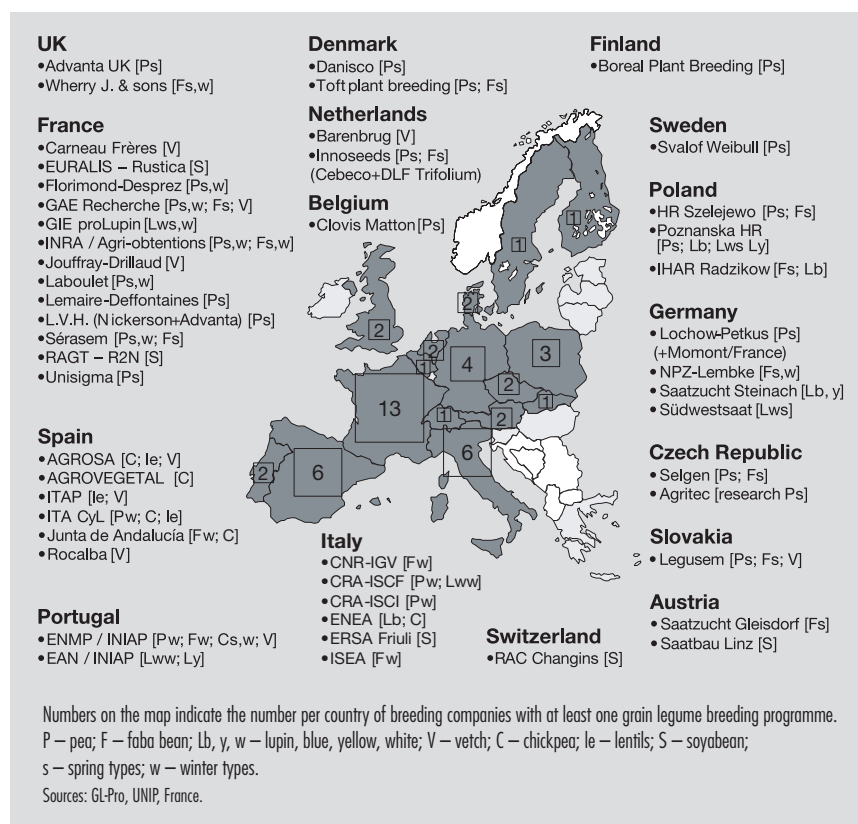 UK
•Advanta UK [Ps]
•Wherry J. & sons [Fs,w]
Denmark
•Danisco [Ps]
•Toft plant breeding [Ps; Fs]
Finland
•Boreal Plant Breeding [Ps]
France
•Carneau Frères [V]
•EURALIS – Rustica [S]
•Florimond-Desprez [Ps,w]
•GAE Recherche [Ps,w; Fs; V]
•GIE proLupin [Lws,w]
•INRA / Agri-obtentions [Ps,w; Fs,w]
•Jouffray-Drillaud [V]
•Laboulet [Ps,w]
•Lemaire-Deffontaines [Ps]
•L.V.H. (Nickerson+Advanta) [Ps]
•Sérasem [Ps,w; Fs]
•RAGT – R2N [S]
•Unisigma [Ps]
Netherlands
•Barenbrug [V]
•Innoseeds [Ps; Fs]
(Cebeco+DLF Trifolium)
Belgium
•Clovis Matton [Ps]
Sweden
•Svalof Weibull [Ps]
Poland
•HR Szelejewo [Ps; Fs]
•Poznanska HR
[Ps; Lb; Lws Ly]
•IHAR Radzikow [Fs; Lb]
Germany
•Lochow-Petkus [Ps]
(+Momont/France)
•NPZ-Lembke [Fs,w]
•Saatzucht Steinach [Lb, y]
•Südwestsaat [Lws]
1
1
2
2
2
1
4
3
2
1
13
1
2
6
2
6
Spain
•AGROSA [C; le; V]
•AGROVEGETAL [C]
•ITAP [le; V]
•ITA CyL [Pw; C; le]
•Junta de Andalucía [Fw; C]
•Rocalba [V]
Czech Republic
•Selgen [Ps; Fs]
•Agritec [research Ps]
Slovakia
•Legusem [Ps; Fs; V]
Italy
•CNR-IGV [Fw]
•CRA-ISCF [Pw; Lww]
•CRA-ISCI [Pw]
•ENEA [Lb; C]
•ERSA Friuli [S]
•ISEA [Fw]
Austria
•Saatzucht Gleisdorf [Fs]
•Saatbau Linz [S]
Portugal
•ENMP / INIAP [Pw; Fw; Cs,w; V]
•EAN / INIAP [Lww; Ly]
Switzerland
•RAC Changins [S]
Numbers on the map indicate the number per country of breeding companies with at least one grain legume breeding programme.
P – pea; F – faba bean; Lb, y, w – lupin, blue, yellow, white; V – vetch; C – chickpea; le – lentils; S – soyabean;
s – spring types; w – winter types.
Sources: GL-Pro, UNIP, France.